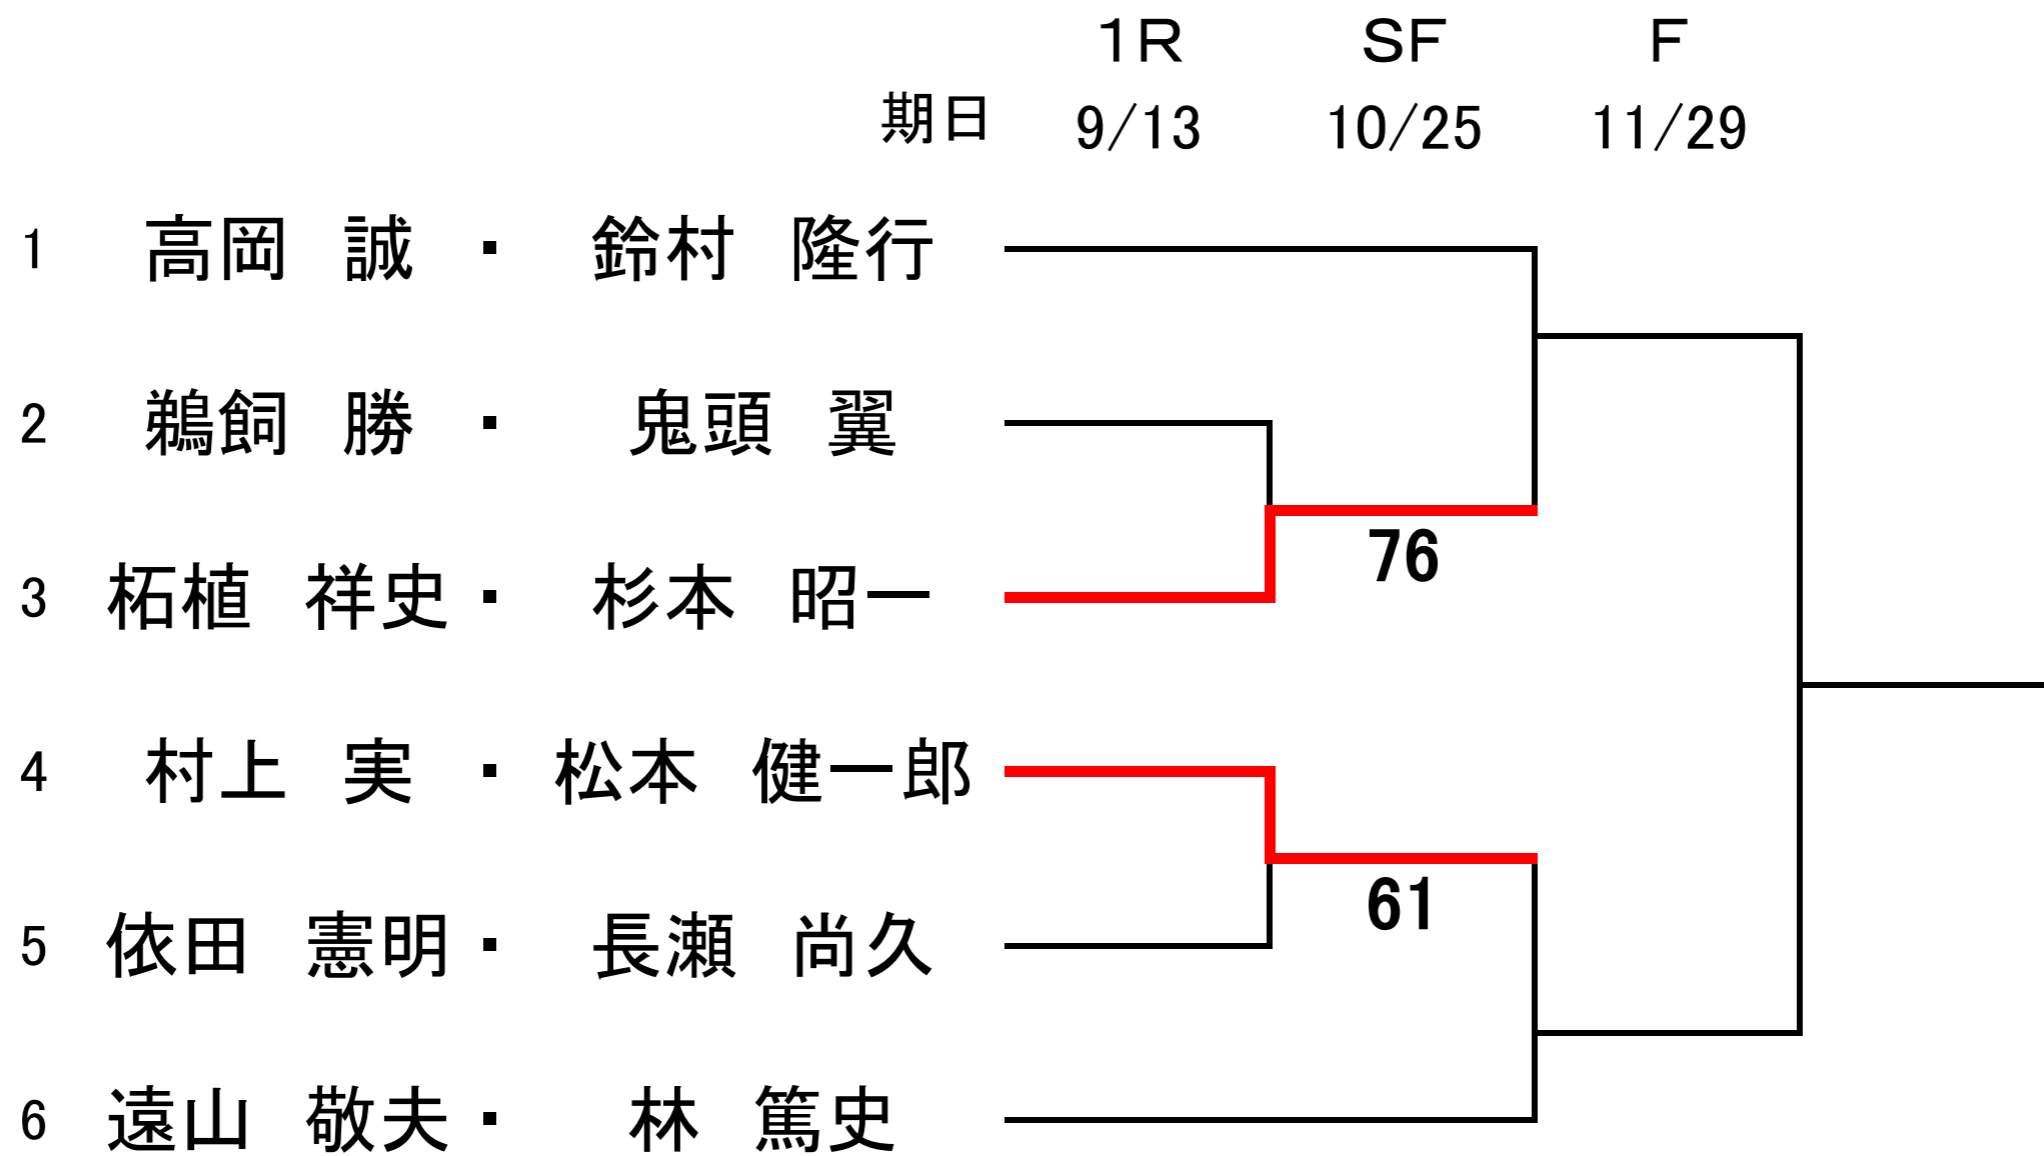 1R SF F
期日 9/13 10/25 11/29
1 高岡 誠 ・ 鈴村 隆行
2 鵜飼 勝 ・ 鬼頭 翼
76
3 柘植 祥史 ・ 杉本 昭一
4 村上 実 ・ 松本 健一郎
61
5 依田 憲明 ・ 長瀬 尚久
6 遠山 敬夫 ・ 林 篤史